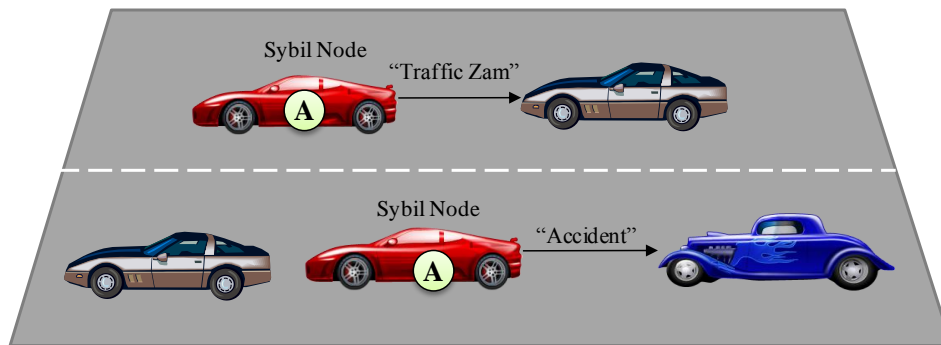 Sybil Node
“Traffic Zam”
A
Sybil Node
“Accident”
A